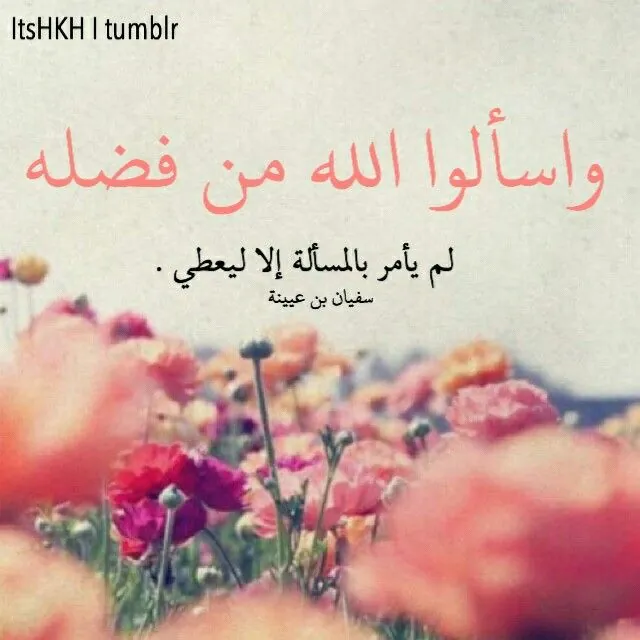 ItsHKH I tumblr
واسألوا الله من فضله
لم يأمر بالمسألة إلا ليعطي .
سفيان بن عيينة